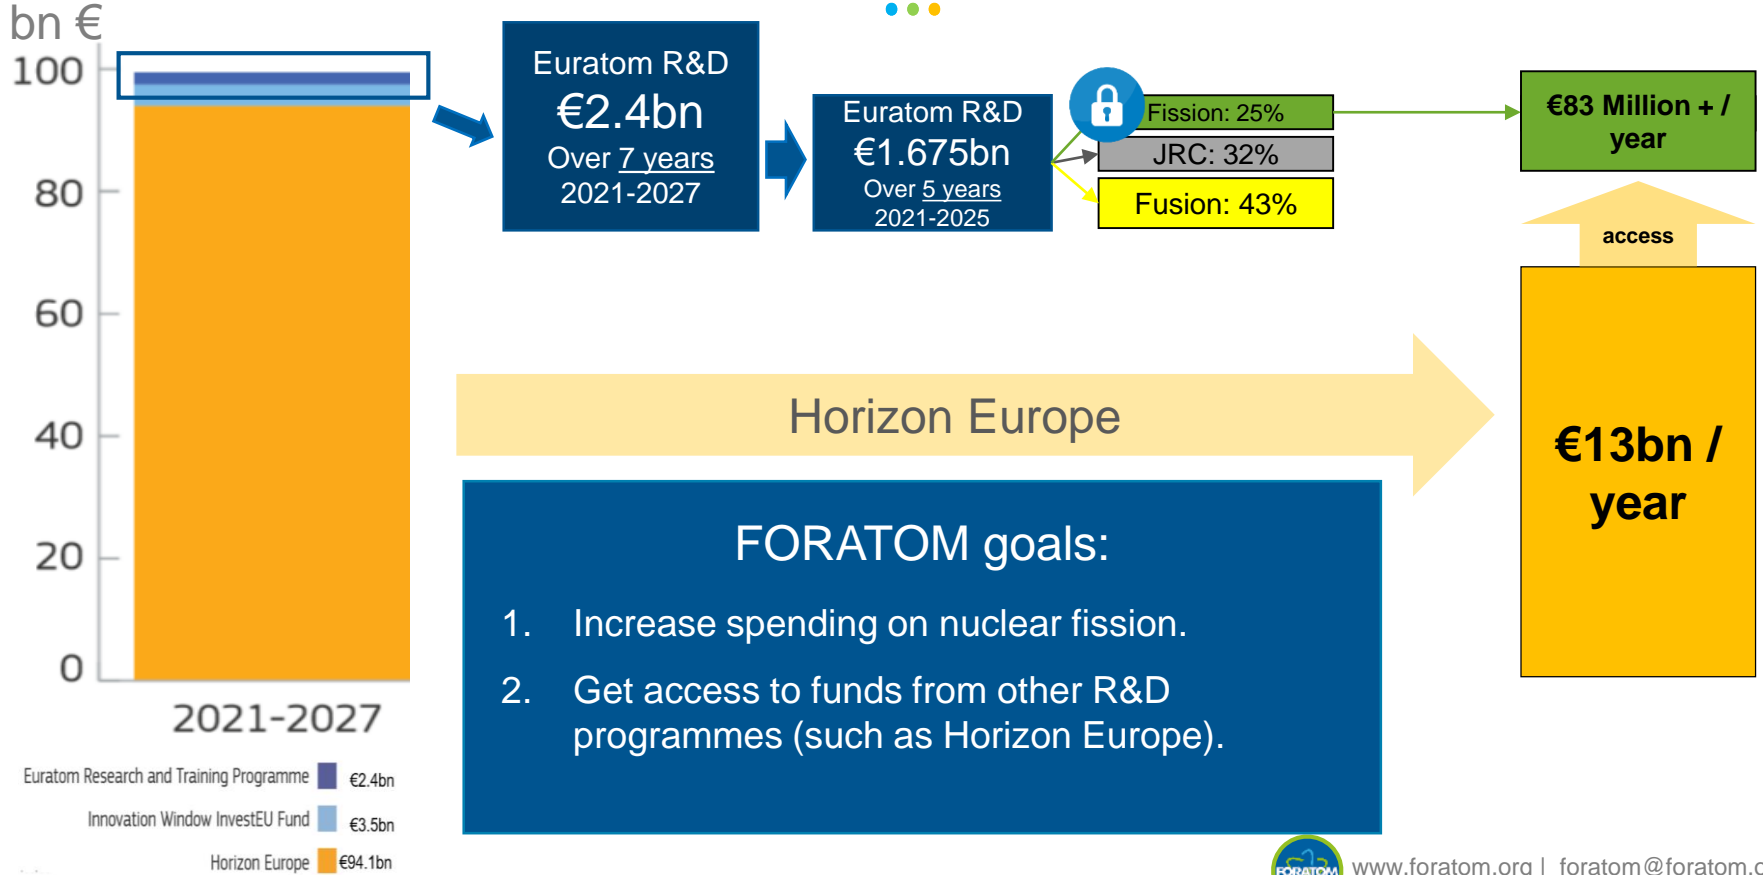 bn €
100
80
60
40
20
0
2021-2027
Euratom Research and Training Programme €2.4bn
Innovation Window InvestEU Fund €3.5bn
Horizon Europe €94.1bn
Euratom R&D
€2.4bn
Over 7 years
2021-2027
Euratom R&D
€1.675bn
Over 5 years
2021-2025
Fission: 25%
JRC: 32%
Fusion: 43%
€83 Million + /
year
access
Horizon Europe
€13bn /
year
FORATOM goals:
1. Increase spending on nuclear fission.
2. Get access to funds from other R&D
programmes (such as Horizon Europe).
FORATOM
www.foratom.org | foratom@foratom.